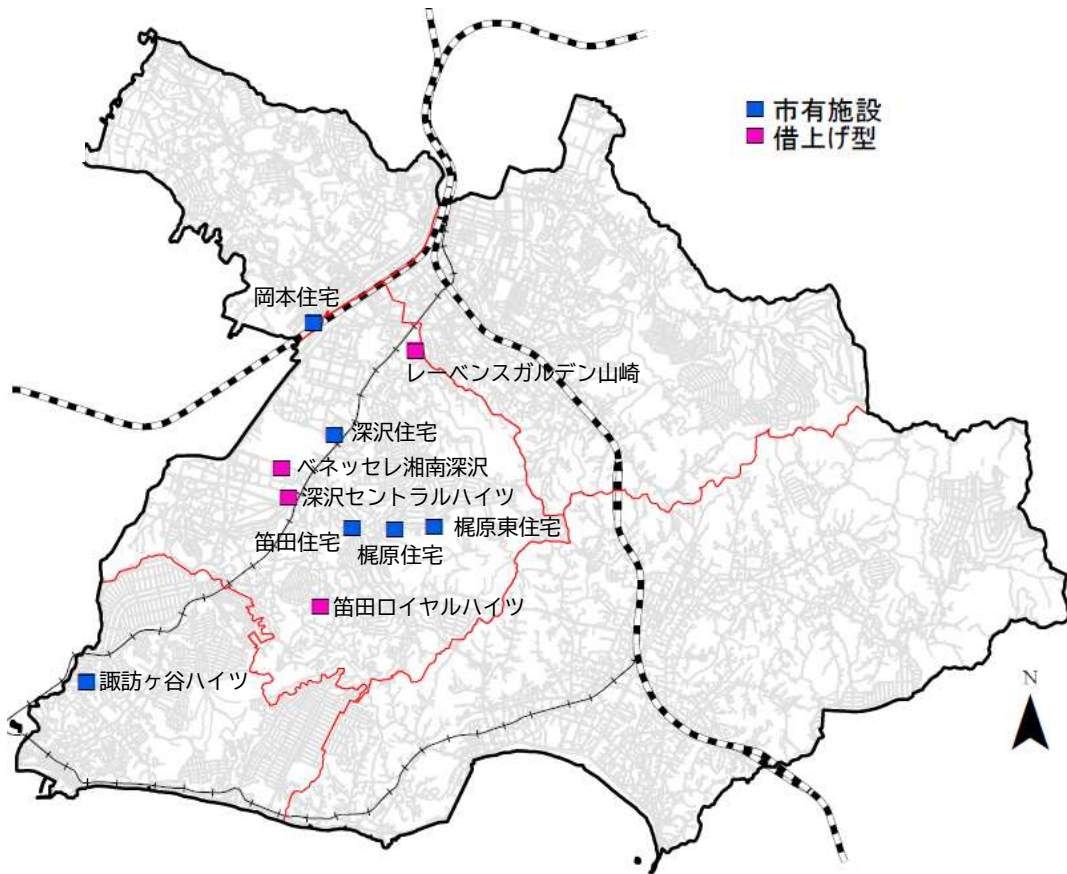 市有施設
借上げ型
岡本住宅
レーベンスガルデン山崎
深沢住宅
ベネッセレ湘南深沢
深沢セントラルハイツ
笛田住宅
梶原住宅
梶原東住宅
笛田ロイヤルハイツ
諏訪ヶ谷ハイツ
N